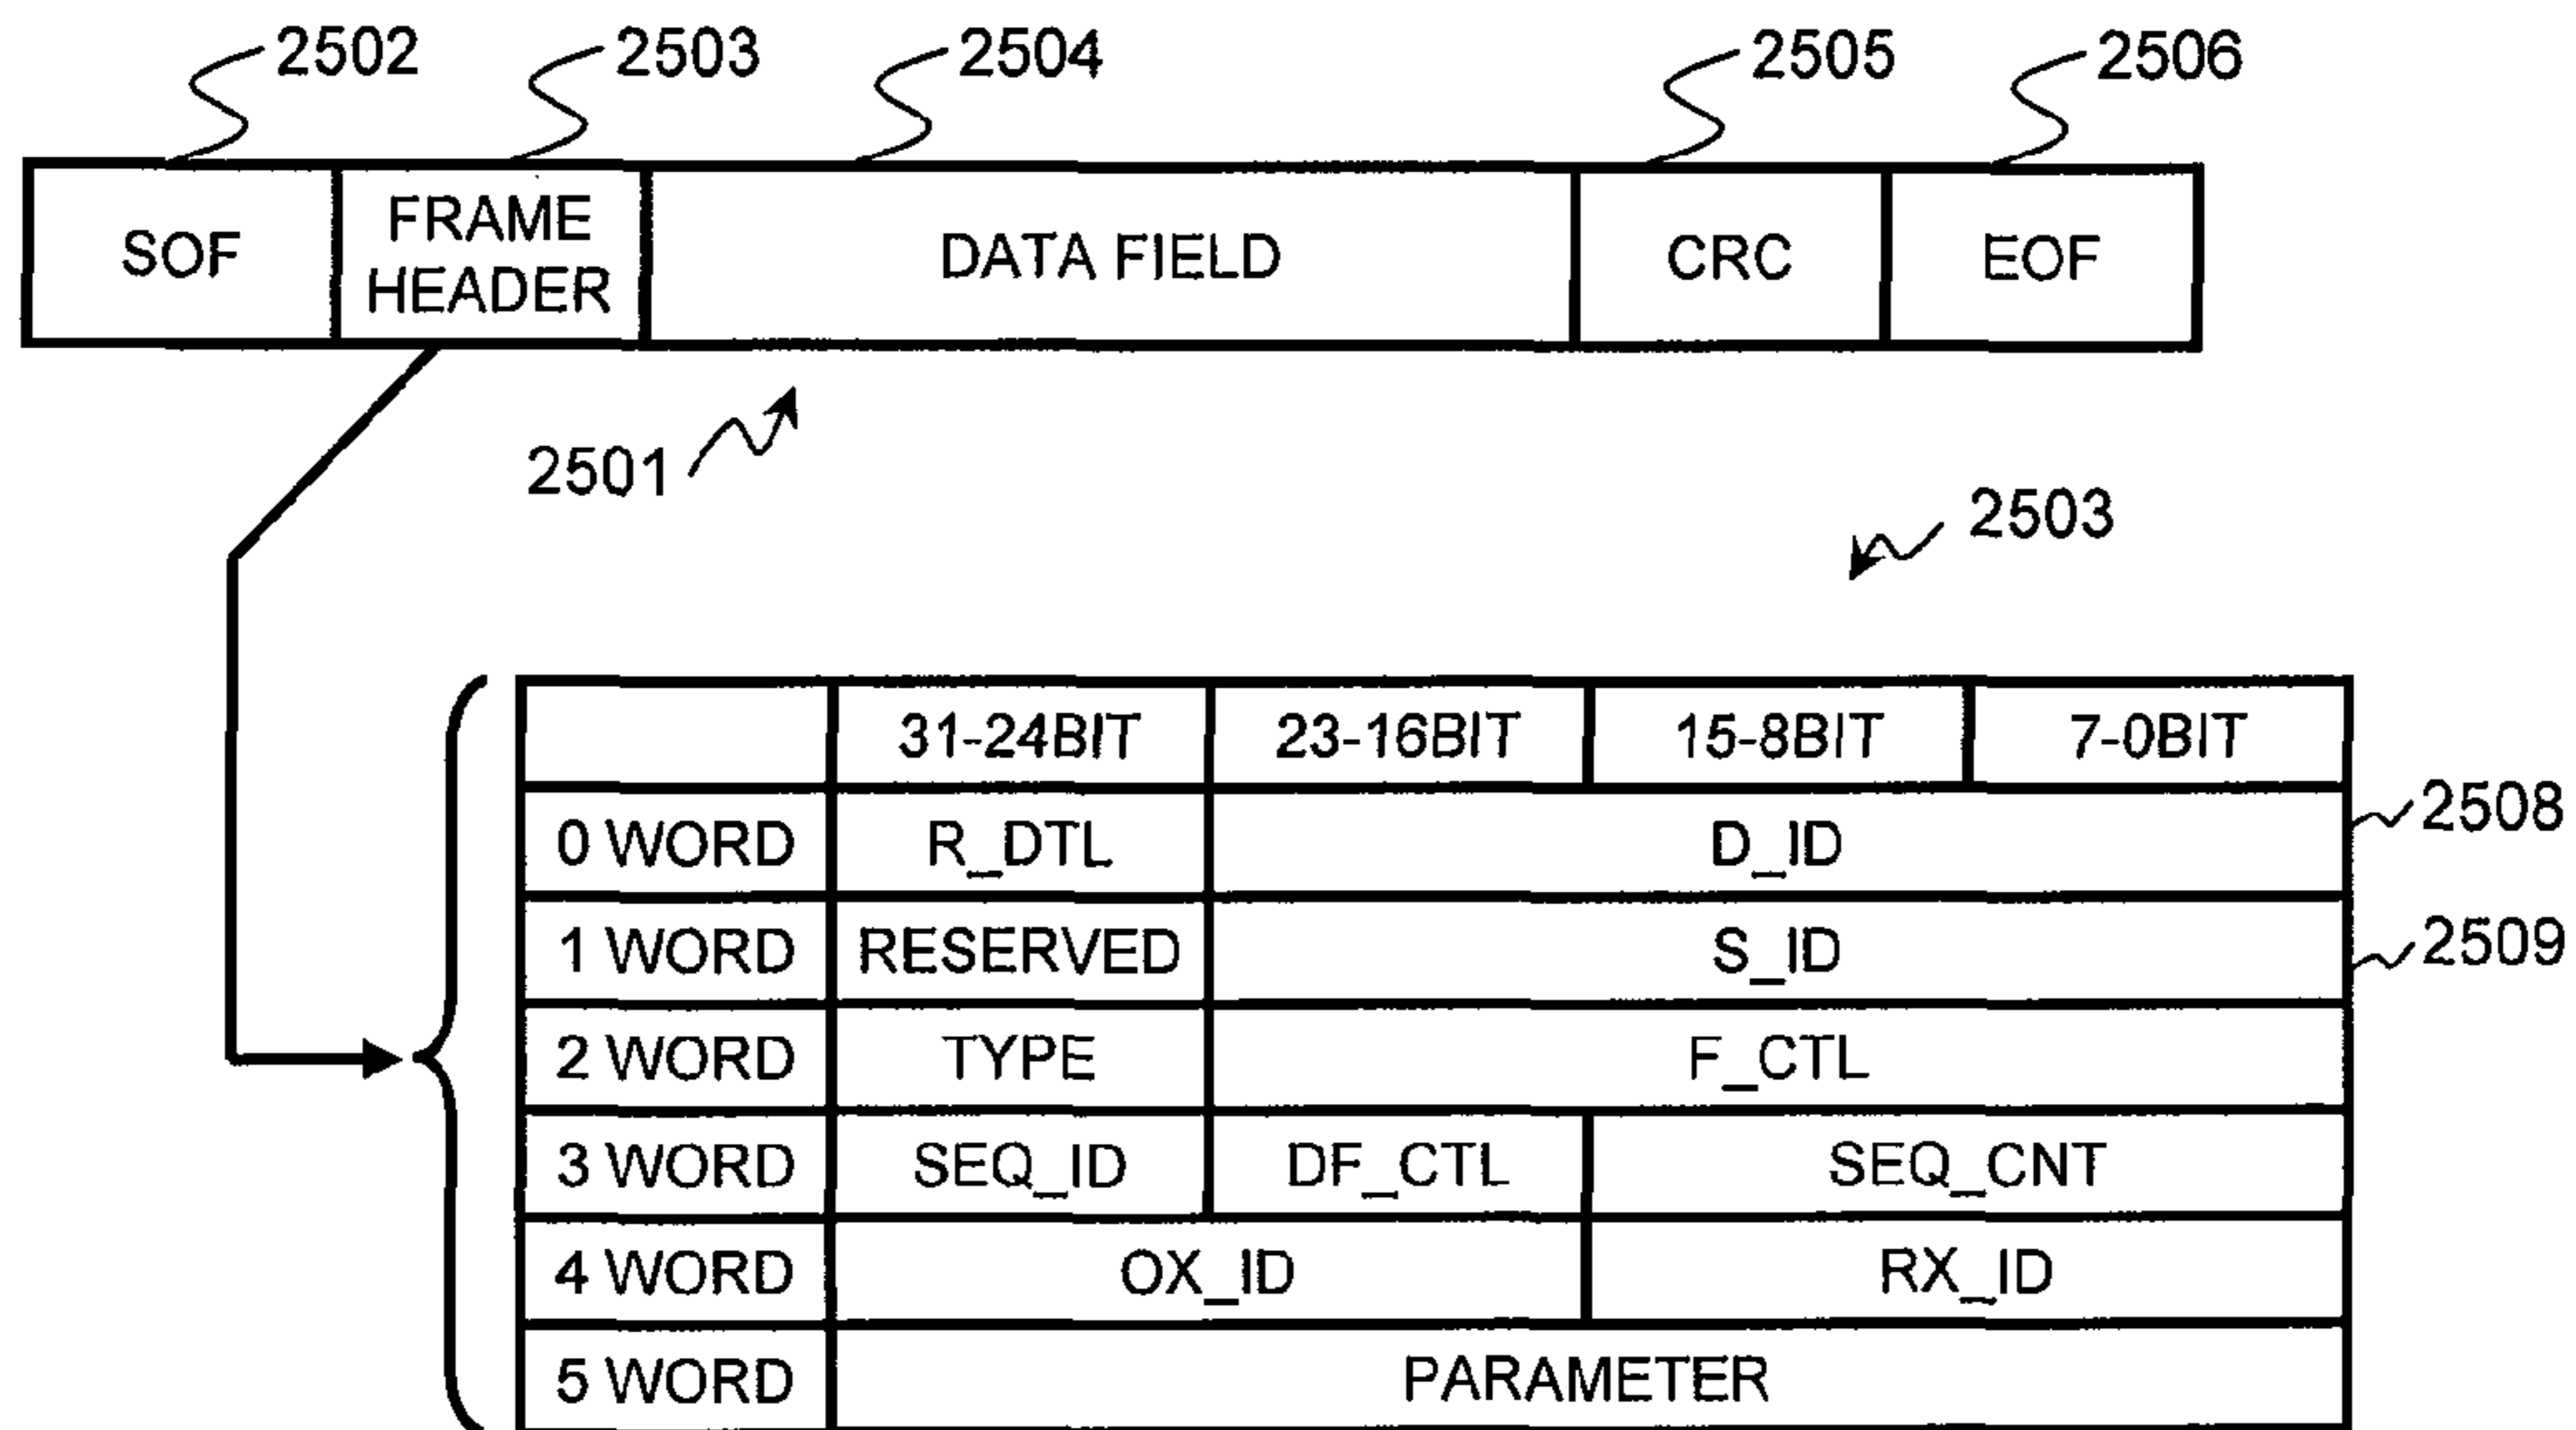 2502 2503 2504 2505 2506
SOF FRAME HEADER DATA FIELD CRC EOF
2501
2503
31-24BIT 23-16BIT 15-8BIT 7-0BIT
0 WORD R_DTL D_ID 2508
1 WORD RESERVED S_ID 2509
2 WORD TYPE F_CTL
3 WORD SEQ_ID DF_CTL SEQ_CNT
4 WORD OX_ID RX_ID
5 WORD PARAMETER